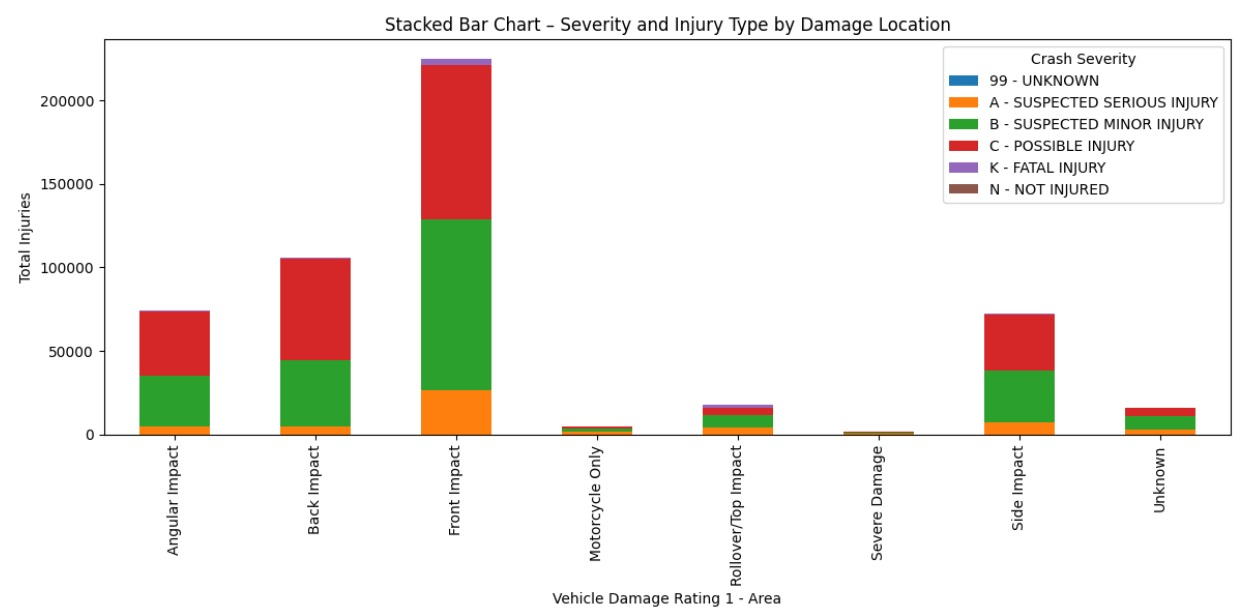 Stacked Bar Chart – Severity and Injury Type by Damage Location
Crash Severity
99 - UNKNOWN
A - SUSPECTED SERIOUS INJURY
B - SUSPECTED MINOR INJURY
C - POSSIBLE INJURY
K - FATAL INJURY
N - NOT INJURED
Total Injuries
200000
150000
100000
50000
0
Angular Impact
Back Impact
Front Impact
Motorcycle Only
Rollover/Top Impact
Severe Damage
Side Impact
Unknown
Vehicle Damage Rating 1 - Area